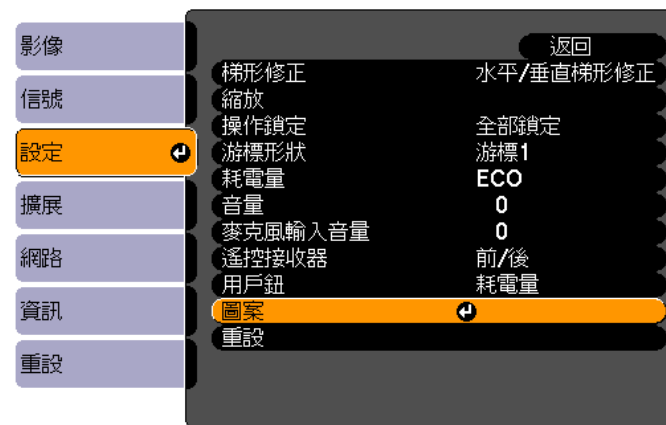 影像
信號
設定
擴展
網路
資訊
重設
返回
梯形修正 水平/垂直梯形修正
縮放
操作鎖定 全部鎖定
游標形狀 游標1
耗電量 ECO
音量 0
麥克風輸入音量 0
遙控接收器 前/後
用戶鈕 耗電量
圖案
重設